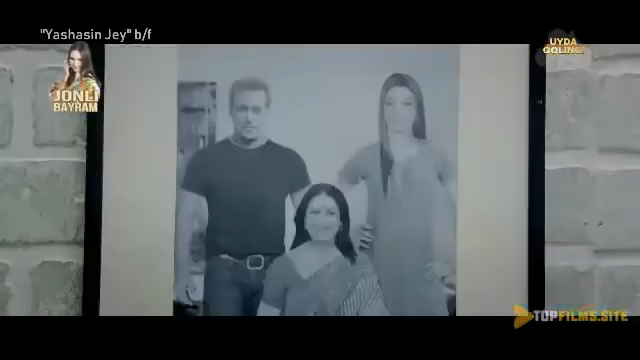 "Yashasin Jey" b/f
UYDA
QOLING!
JONLI
BAYRAM
TOPFILMS.SITE